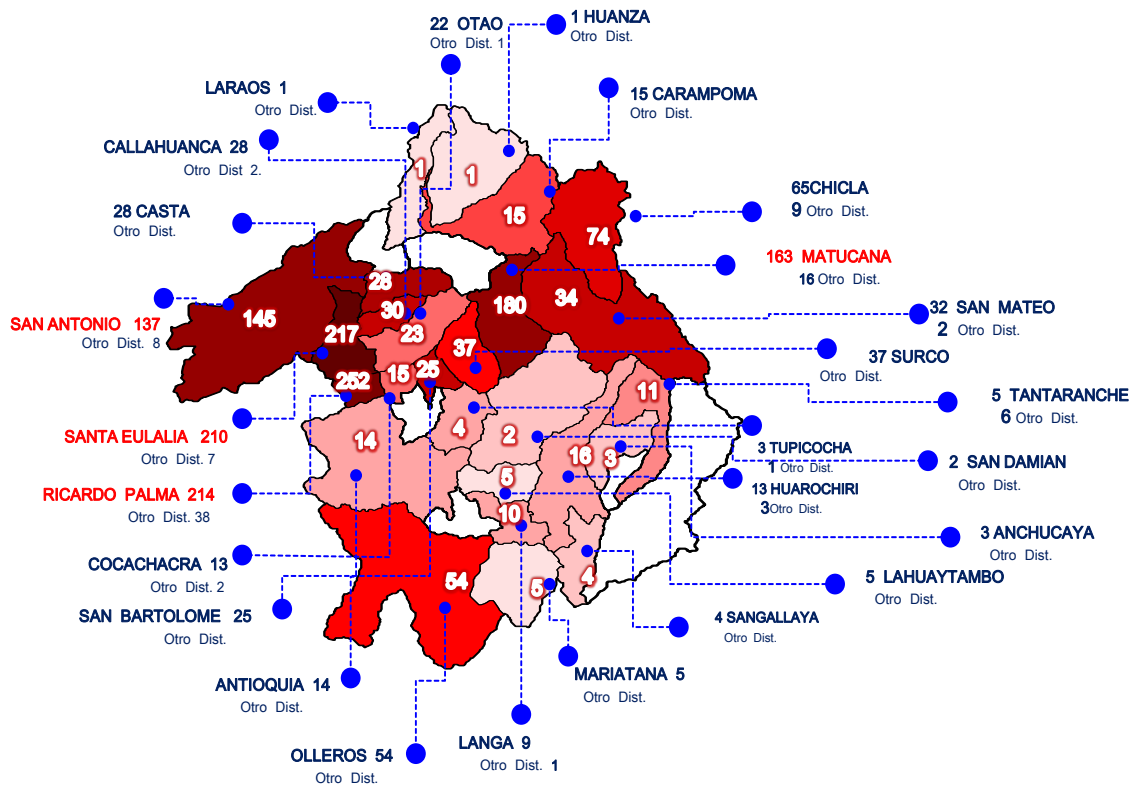 22 OTAO
Otro Dist. 1
1 HUANZA
Otro Dist.
LARAOS 1
Otro Dist.
15 CARAMPOMA
Otro Dist.
CALLAHUANCA 28
Otro Dist 2.
28 CASTA
Otro Dist.
65CHICLA
9 Otro Dist.
163 MATUCANA
16 Otro Dist.
SAN ANTONIO 137
Otro Dist. 8
32 SAN MATEO
2 Otro Dist.
37 SURCO
Otro Dist.
5 TANTARANCHE
6 Otro Dist.
SANTA EULALIA 210
Otro Dist. 7
3 TUPICOCHA
1 Otro Dist.
2 SAN DAMIAN
Otro Dist.
RICARDO PALMA 214
Otro Dist. 38
13 HUAROCHIRI
3Otro Dist.
3 ANCHUCAYA
Otro Dist.
COCACHACRA 13
Otro Dist. 2
5 LAHUAYTAMBO
Otro Dist.
SAN BARTOLOME 25
Otro Dist.
4 SANGALLAYA
Otro Dist.
ANTIOQUIA 14
Otro Dist.
MARIATANA 5
Otro Dist.
OLLEROS 54
Otro Dist.
LANGA 9
Otro Dist. 1
1
1
15
74
28
30
34
180
145
217
23
37
252
15
25
11
14
4
2
16
3
5
10
54
5
4